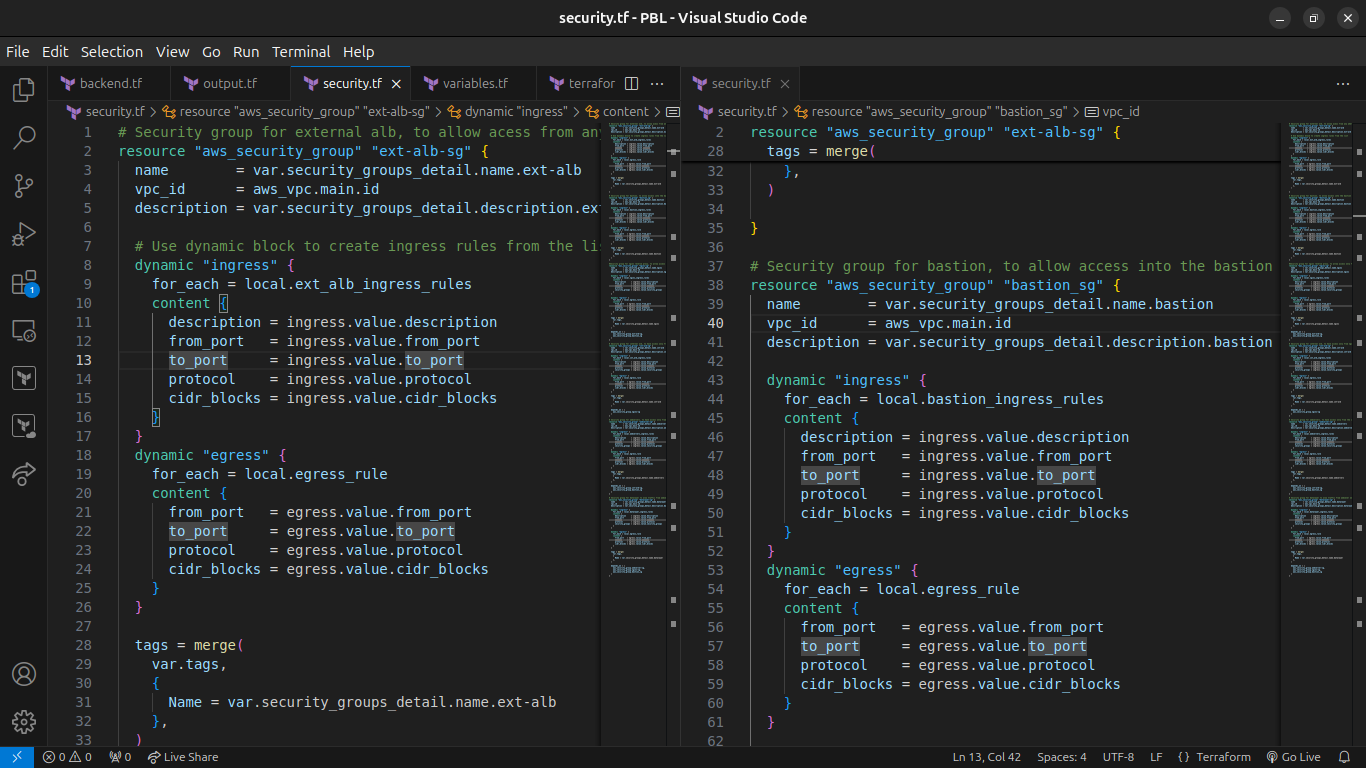 security.tf - PBL - Visual Studio Code
File Edit Selection View Go Run Terminal Help
backend.tf output.tf security.tf variables.tf terrafor security.tf
security.tf > resource "aws_security_group" "ext-alb-sg" > dynamic "ingress" > content >
1 # Security group for external alb, to allow acess from an
2 resource "aws_security_group" "ext-alb-sg" {
3 name = var.security_groups_detail.name.ext-alb
4 vpc_id = aws_vpc.main.id
5 description = var.security_groups_detail.description.ex
6
7 # Use dynamic block to create ingress rules from the li
8 dynamic "ingress" {
9 for_each = local.ext_alb_ingress_rules
10 content {
11 description = ingress.value.description
12 from_port = ingress.value.from_port
13 to_port = ingress.value.to_port
14 protocol = ingress.value.protocol
15 cidr_blocks = ingress.value.cidr_blocks
16 }
17 }
18 dynamic "egress" {
19 for_each = local.egress_rule
20 content {
21 from_port = egress.value.from_port
22 to_port = egress.value.to_port
23 protocol = egress.value.protocol
24 cidr_blocks = egress.value.cidr_blocks
25 }
26 }
27
28 tags = merge(
29 var.tags,
30 {
31 Name = var.security_groups_detail.name.ext-alb
32 },
33 )
security.tf > resource "aws_security_group" "bastion_sg" > vpc_id
2 resource "aws_security_group" "ext-alb-sg" {
28 tags = merge(
32 },
33 )
34
35 }
36
37 # Security group for bastion, to allow access into the bastion
38 resource "aws_security_group" "bastion_sg" {
39 name = var.security_groups_detail.name.bastion
40 vpc_id = aws_vpc.main.id
41 description = var.security_groups_detail.description.bastion
42
43 dynamic "ingress" {
44 for_each = local.bastion_ingress_rules
45 content {
46 description = ingress.value.description
47 from_port = ingress.value.from_port
48 to_port = ingress.value.to_port
49 protocol = ingress.value.protocol
50 cidr_blocks = ingress.value.cidr_blocks
51 }
52 }
53 dynamic "egress" {
54 for_each = local.egress_rule
55 content {
56 from_port = egress.value.from_port
57 to_port = egress.value.to_port
58 protocol = egress.value.protocol
59 cidr_blocks = egress.value.cidr_blocks
60 }
61 }
62
1
0 0 0 Live Share Ln 13, Col 42 Spaces: 4 UTF-8 LF {} Terraform Go Live